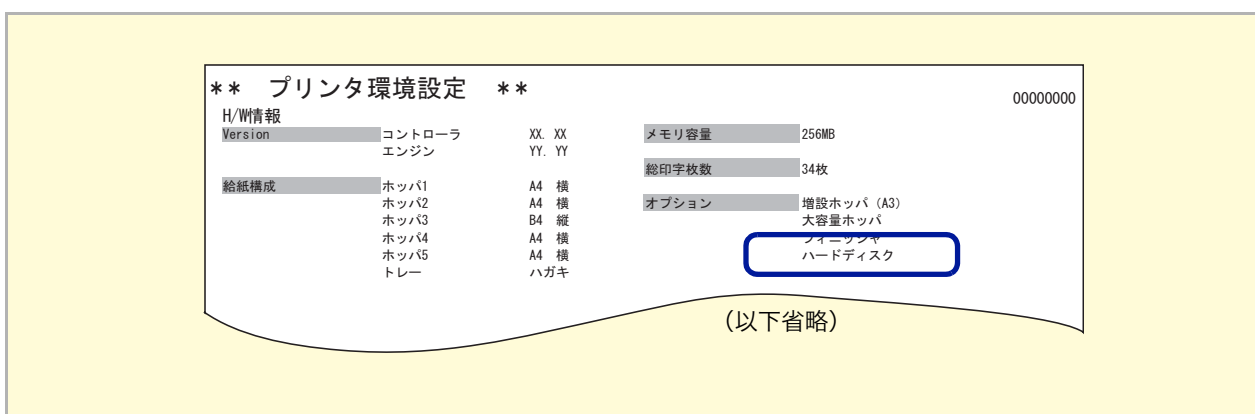 ** プリンタ環境設定 **
00000000
H/W情報
Version コントローラ XX. XX
エンジン YY. YY
給紙構成 ホッパ1 A4 横
ホッパ2 A4 横
ホッパ3 B4 縦
ホッパ4 A4 横
ホッパ5 A4 横
トレー ハガキ
メモリ容量 256MB
総印字枚数 34枚
オプション 増設ホッパ（A3）
大容量ホッパ
フィニッシャ
ハードディスク
（以下省略）